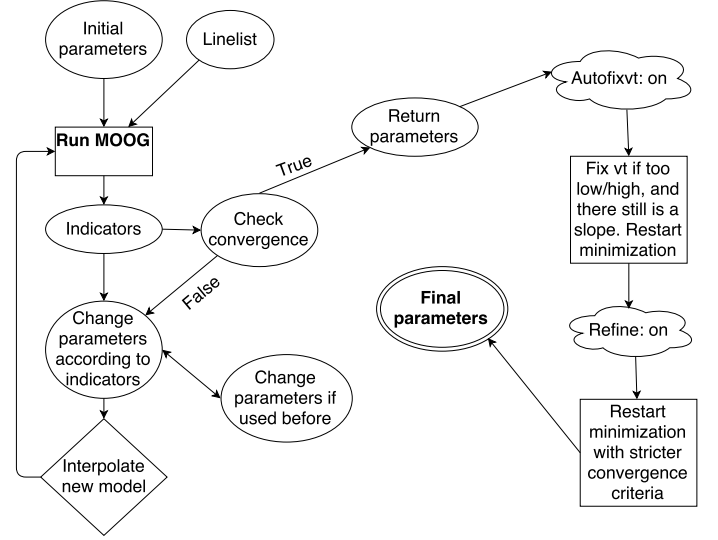 Initial
parameters
Linelist
Run MOOG
Indicators
Check
convergence
True
False
Return
parameters
Autofixvt: on
Fix vt if too
low/high, and
there still is a
slope. Restart
minimization
Refine: on
Restart
minimization
with stricter
convergence
criteria
Final
parameters
Change
parameters
according to
indicators
Change
parameters if
used before
Interpolate
new model